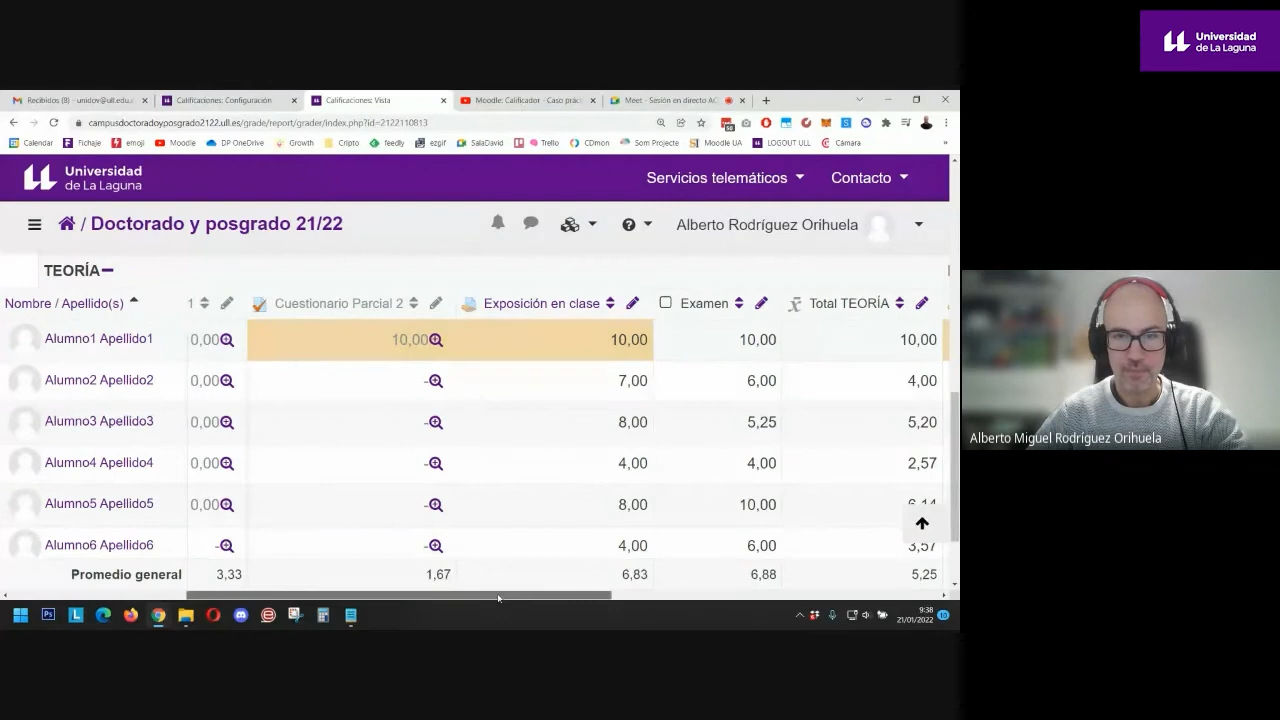 Universidad
de La Laguna
Recibidos (8) - unidov@ull.edu.
Calificaciones: Configuración
Calificaciones: Vista
Moodle: Calificador - Caso práct
Meet - Sesión en directo AC
campusdoctoradoyposgrado2122.ull.es/grade/report/grader/index.php?id=2122110813
Calendar Fichaje emoji Moodle DP OneDrive Growth Cripto feedly ezgif SalaDavid Trello CDmon Som Projecte Moodle UA LOGOUT ULL Cámara
Universidad
de La Laguna
Servicios telemáticos Contacto
/ Doctorado y posgrado 21/22 Alberto Rodríguez Orihuela
TEORÍA
Nombre / Apellido(s) 1 Cuestionario Parcial 2 Exposición en clase Examen Total TEORÍA
Alumno1 Apellido1 0,00 10,00 10,00 10,00 10,00
Alumno2 Apellido2 0,00 - 7,00 6,00 4,00
Alumno3 Apellido3 0,00 - 8,00 5,25 5,20
Alumno4 Apellido4 0,00 - 4,00 4,00 2,57
Alumno5 Apellido5 0,00 - 8,00 10,00 6,14
Alumno6 Apellido6 - - 4,00 6,00 3,57
Promedio general 3,33 1,67 6,83 6,88 5,25
9:38
21/01/2022
Alberto Miguel Rodríguez Orihuela